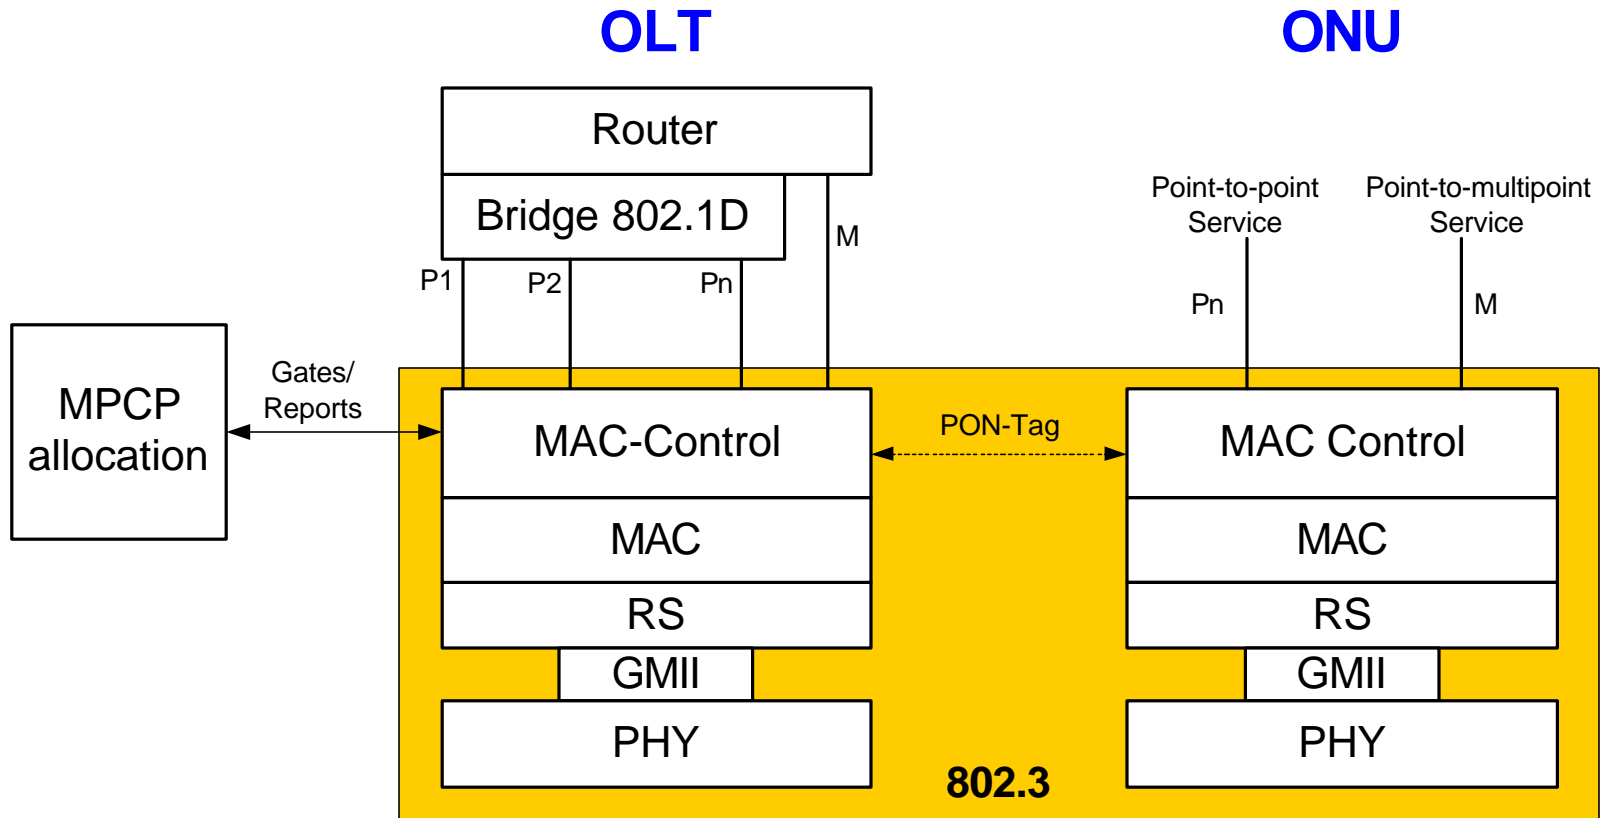 OLT
ONU
Router
Bridge 802.1D
M
P1
P2
Pn
Point-to-point
Service
Point-to-multipoint
Service
Pn
M
MPCP
allocation
Gates/
Reports
MAC-Control
PON-Tag
MAC Control
MAC
MAC
RS
RS
GMII
GMII
PHY
PHY
802.3